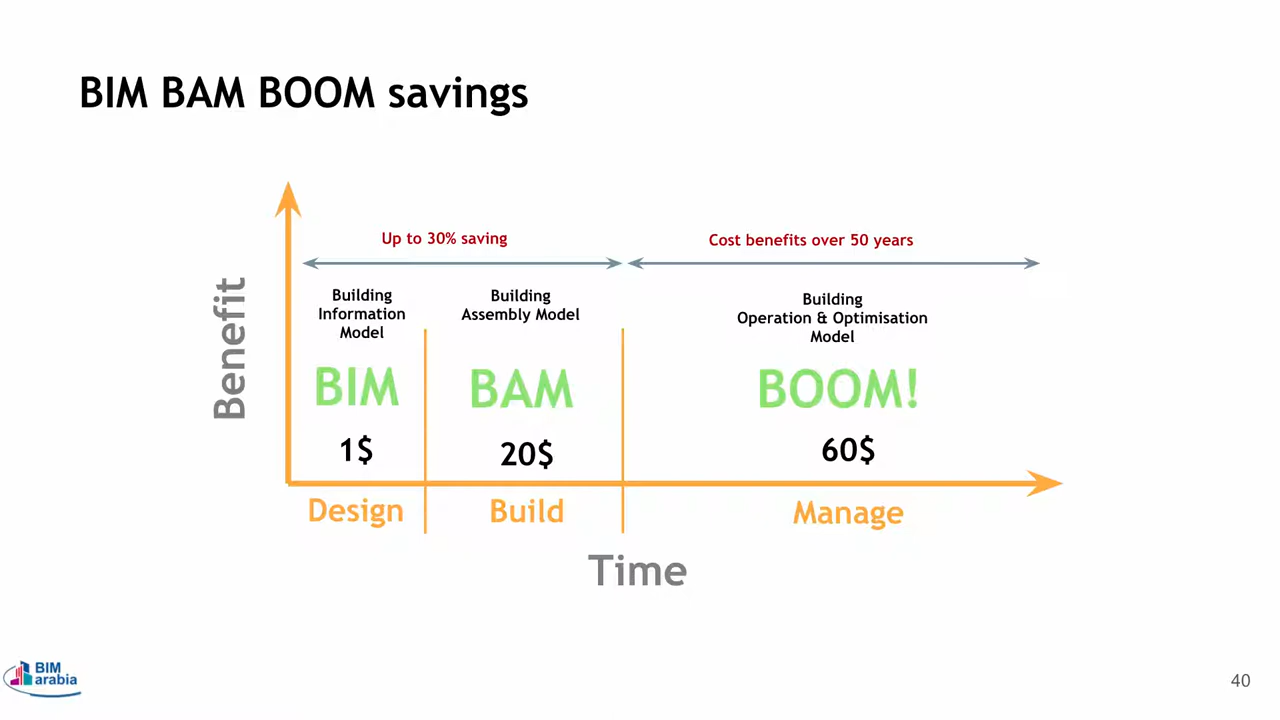 BIM BAM BOOM savings
Up to 30% saving
Cost benefits over 50 years
Benefit
Building
Information
Model
Building
Assembly Model
Building
Operation & Optimisation
Model
BIM
BAM
BOOM!
1$
20$
60$
Design
Build
Manage
Time
BIM
arabia
40